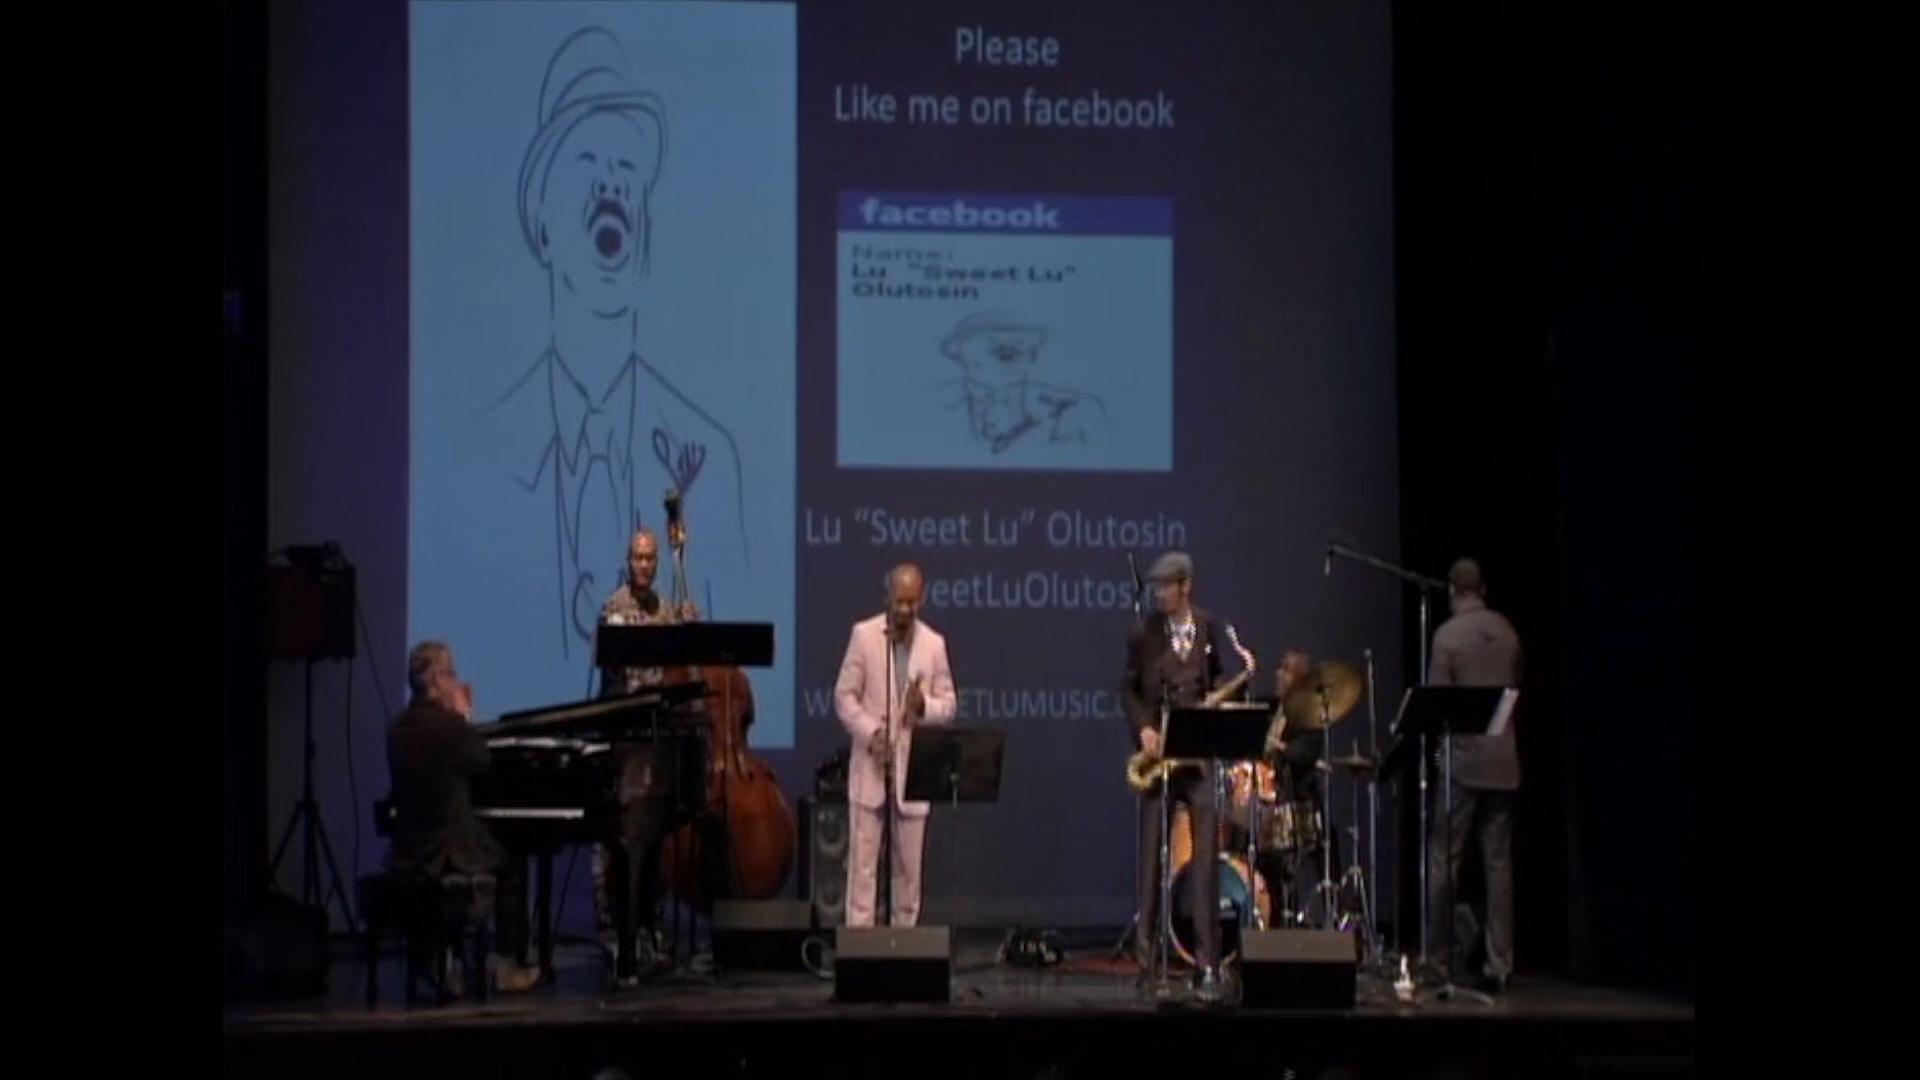 Please
Like me on facebook
facebook
Name:
Lu "Sweet Lu"
Olutosin
Lu “Sweet Lu” Olutosin